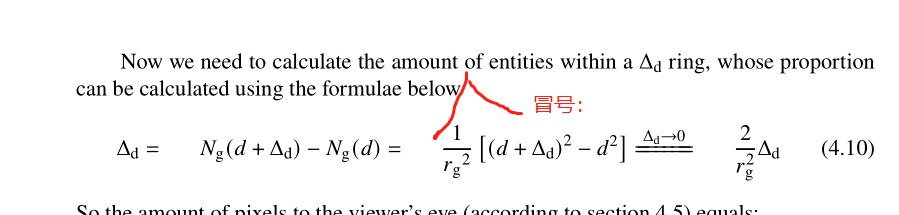 Now we need to calculate the amount of entities within a Δd ring, whose proportion
can be calculated using the formulae below
冒号:
Δd = Ng(d + Δd) − Ng(d) = 1/rg² [(d + Δd)² − d²] ═══(Δd→0) 2/rg² Δd (4.10)
So the amount of pixels to the viewer's eye (according to section 4.5) equals: